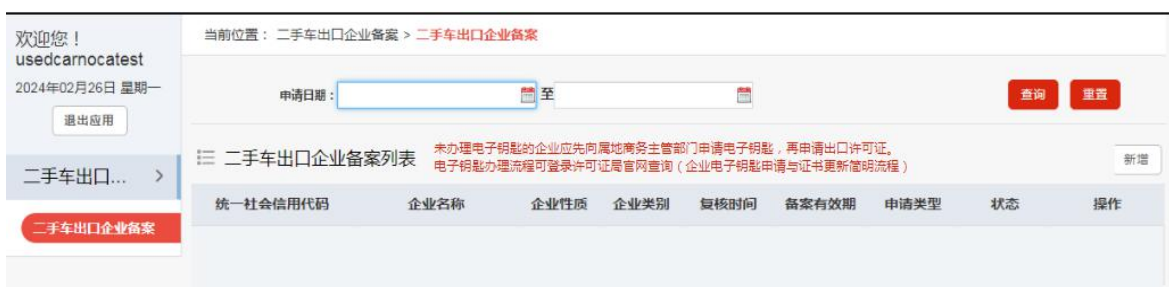 欢迎您!
usedcarnocatest
2024年02月26日 星期一
退出应用
二手车出口...
二手车出口企业备案
当前位置: 二手车出口企业备案 > 二手车出口企业备案
申请日期: 至
查询 重置
二手车出口企业备案列表
未办理电子钥匙的企业应先向属地商务主管部门申请电子钥匙,再申请出口许可证。
电子钥匙办理流程可登录许可证局官网查询(企业电子钥匙申请与证书更新简明流程)
新增
统一社会信用代码 企业名称 企业性质 企业类别 复核时间 备案有效期 申请类型 状态 操作